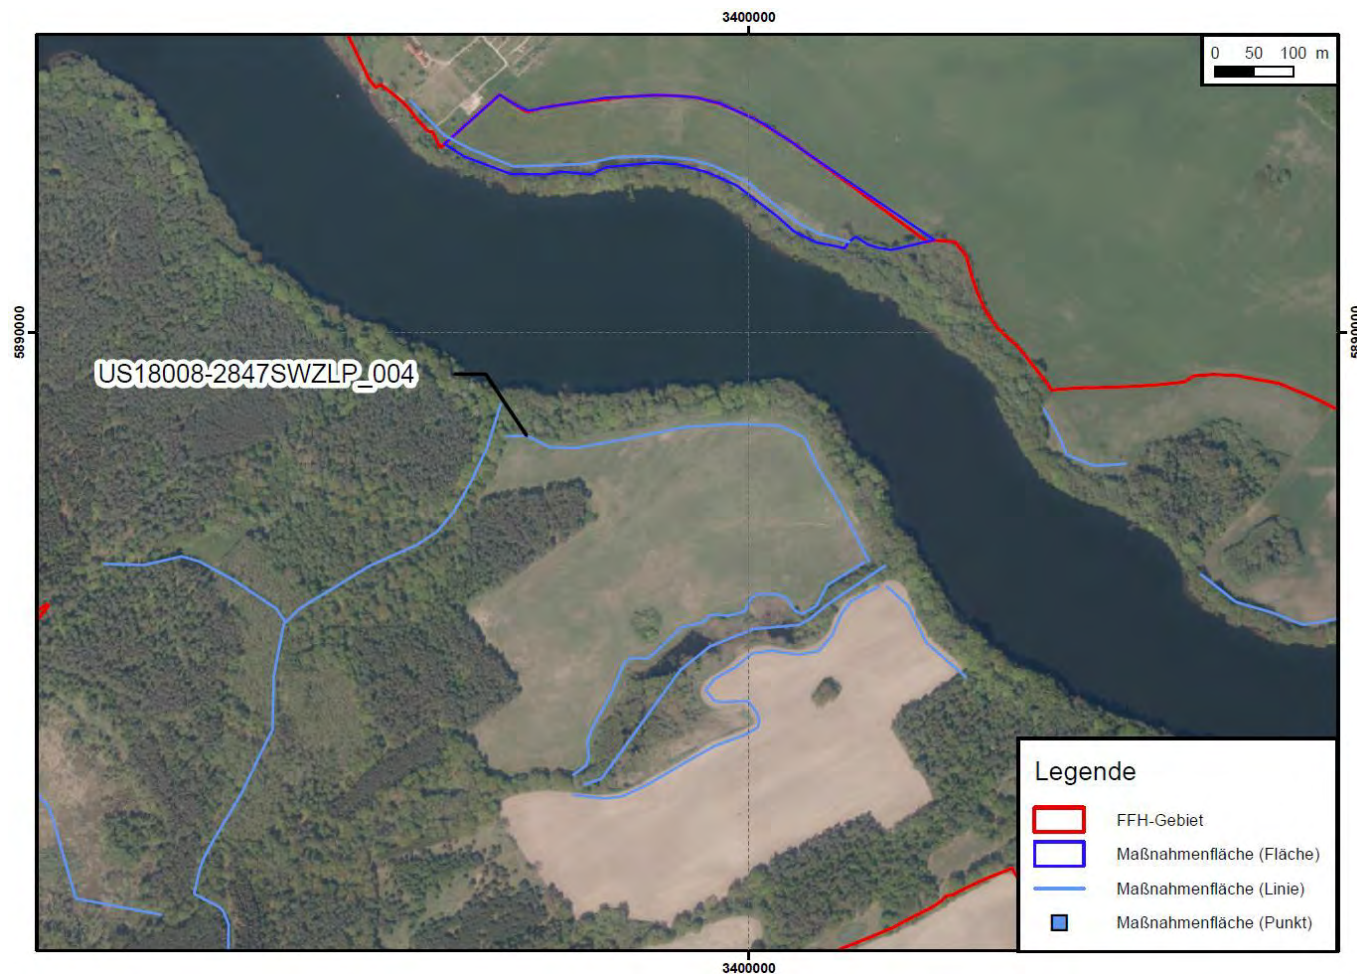 3400000
0 50 100 m
5890000
5890000
US18008-2847SWZLP_004
Legende
FFH-Gebiet
Maßnahmenfläche (Fläche)
Maßnahmenfläche (Linie)
Maßnahmenfläche (Punkt)
3400000